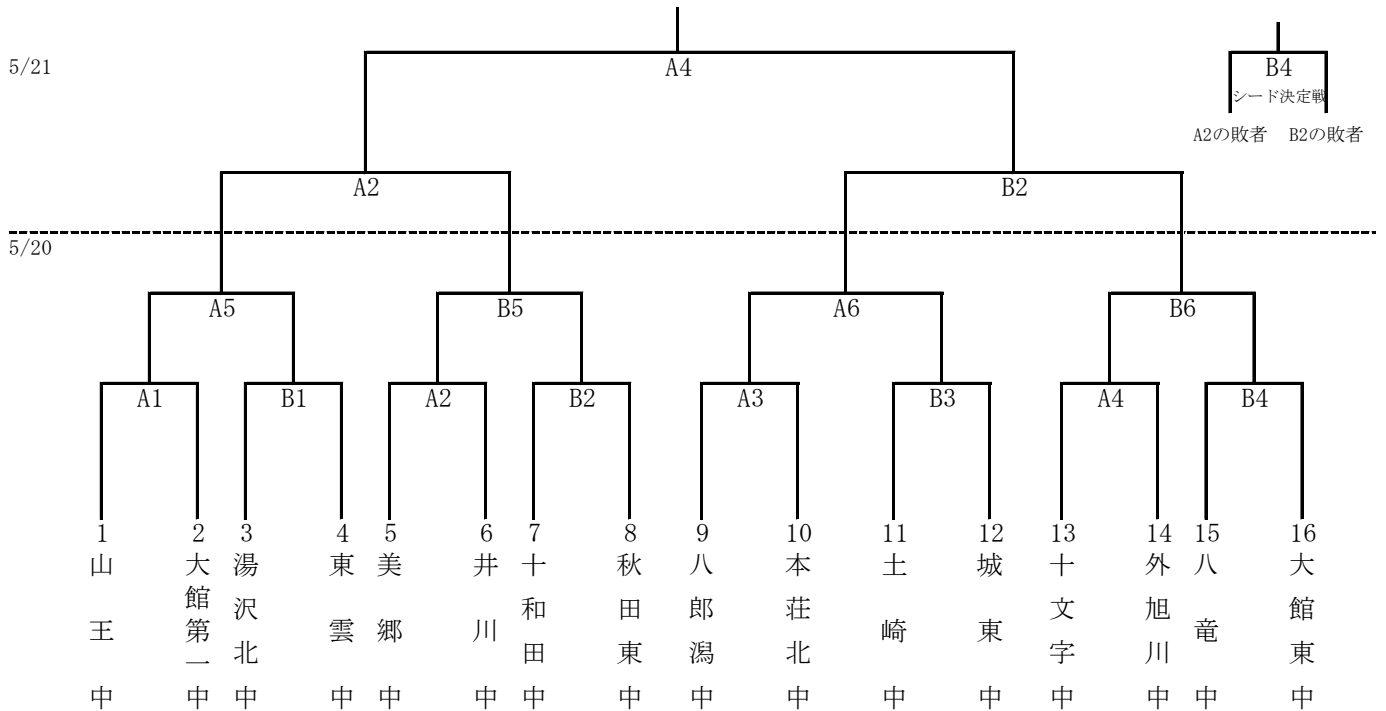 5/21
A4
B4
シード決定戦
A2の敗者 B2の敗者
A2
B2
5/20
A5
B5
A6
B6
A1
B1
A2
B2
A3
B3
A4
B4
1 山王中
2 大館第一中
3 湯沢北中
4 東雲中
5 美郷中
6 井川中
7 十和田中
8 秋田東中
9 八郎潟中
10 本荘北中
11 土崎中
12 城東中
13 十文字中
14 外旭川中
15 八竜中
16 大館東中